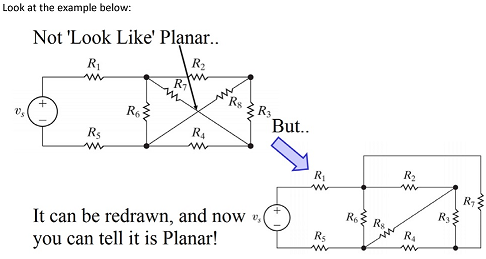 Look at the example below:
Not 'Look Like' Planar..
R1
R2
R7
R8
vs
+
−
R6
R3
R5
R4
But..
R1
R2
R7
It can be redrawn, and now
vs
+
−
R6
R8
R3
you can tell it is Planar!
R5
R4